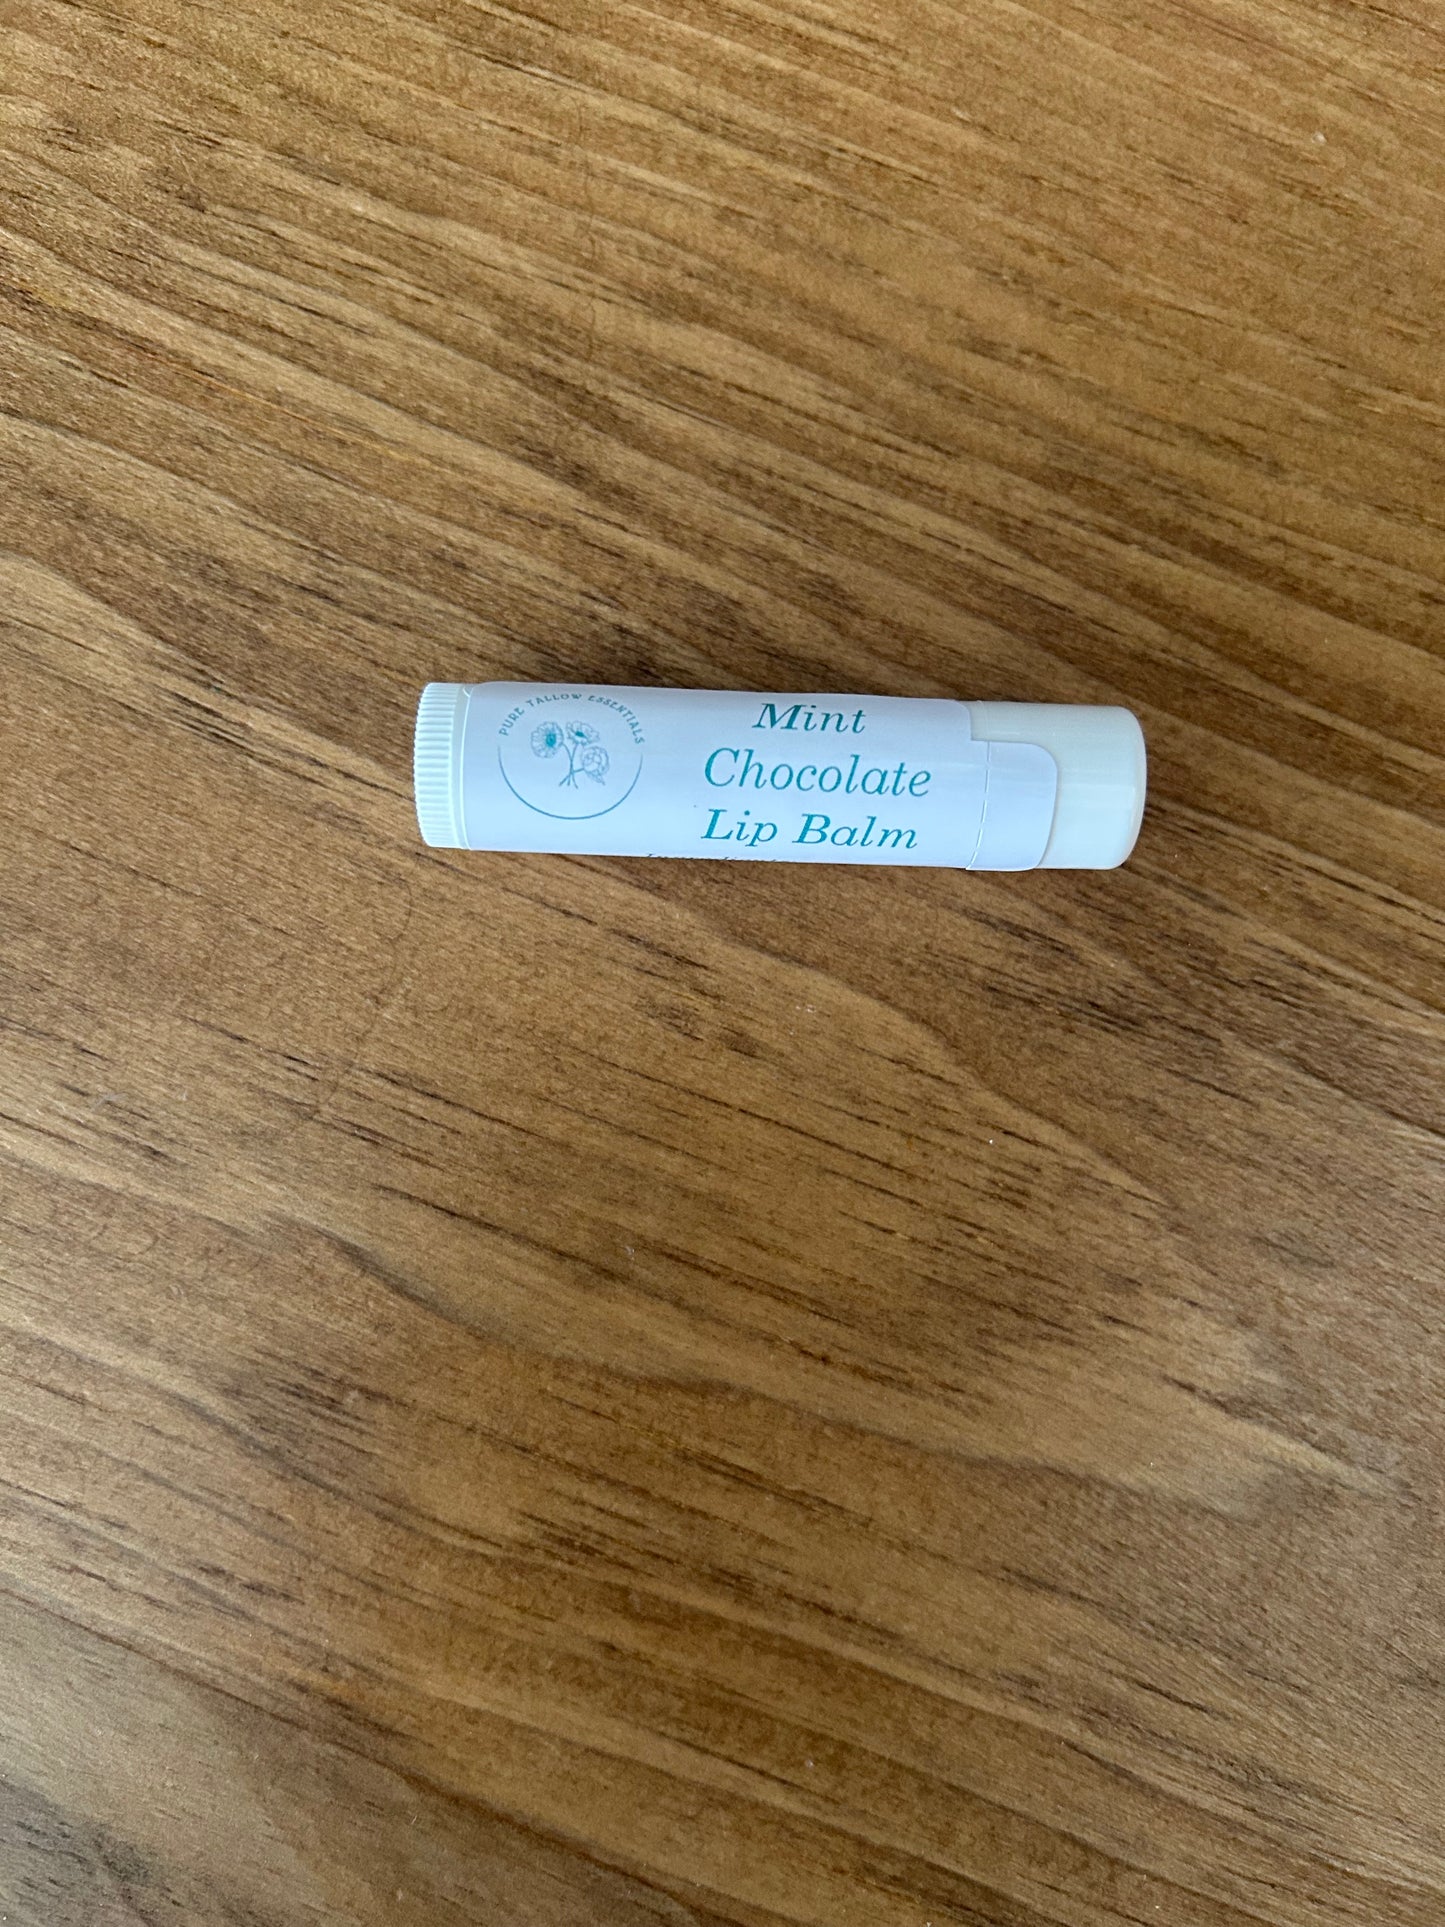 PURE TALLOW ESSENTIALS
Mint
Chocolate
Lip Balm